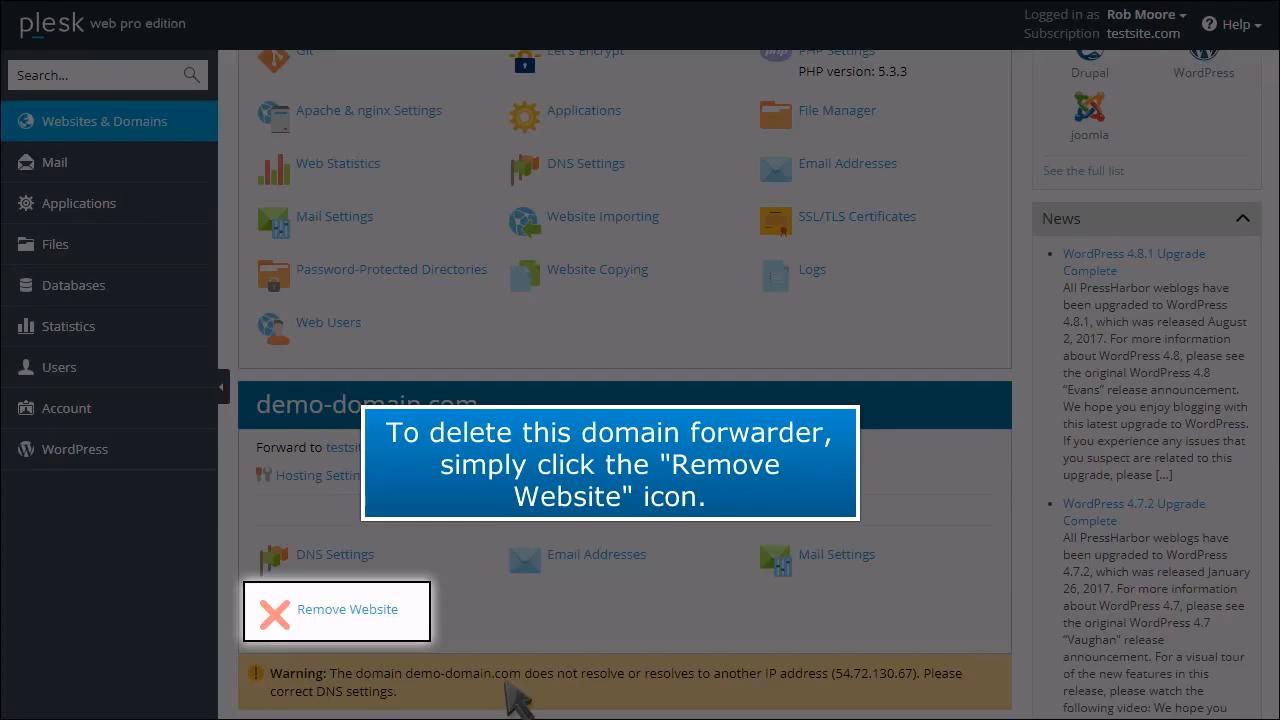 plesk web pro edition
Logged in as Rob Moore
Subscription testsite.com
Help
Search...
Websites & Domains
Mail
Applications
Files
Databases
Statistics
Users
Account
WordPress
Git
Let's Encrypt
PHP Settings
PHP version: 5.3.3
Apache & nginx Settings
Applications
File Manager
Web Statistics
DNS Settings
Email Addresses
Mail Settings
Website Importing
SSL/TLS Certificates
Password-Protected Directories
Website Copying
Logs
Web Users
demo-domain.com
Forward to testsi
Hosting Settin
To delete this domain forwarder,
simply click the "Remove
Website" icon.
DNS Settings
Email Addresses
Mail Settings
Remove Website
Warning: The domain demo-domain.com does not resolve or resolves to another IP address (54.72.130.67). Please
correct DNS settings.
Drupal
WordPress
joomla
See the full list
News
WordPress 4.8.1 Upgrade
Complete
All PressHarbor weblogs have
been upgraded to WordPress
4.8.1, which was released August
2, 2017. For more information
about WordPress 4.8, please see
the original WordPress 4.8
“Evans” release announcement.
We hope you enjoy blogging with
this latest upgrade to WordPress.
If you experience any issues that
you suspect are related to this
upgrade, please […]
WordPress 4.7.2 Upgrade
Complete
All PressHarbor weblogs have
been upgraded to WordPress
4.7.2, which was released January
26, 2017. For more information
about WordPress 4.7, please see
the original WordPress 4.7
“Vaughan” release
announcement. For a visual tour
of the new features in this
release, please watch the
following video: We hope you